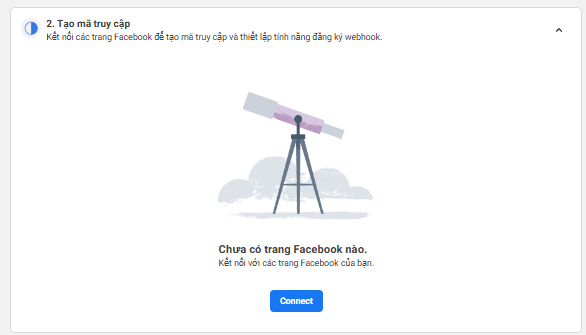 2. Tạo mã truy cập
Kết nối các trang Facebook để tạo mã truy cập và thiết lập tính năng đăng ký webhook.
Chưa có trang Facebook nào.
Kết nối với các trang Facebook của bạn.
Connect